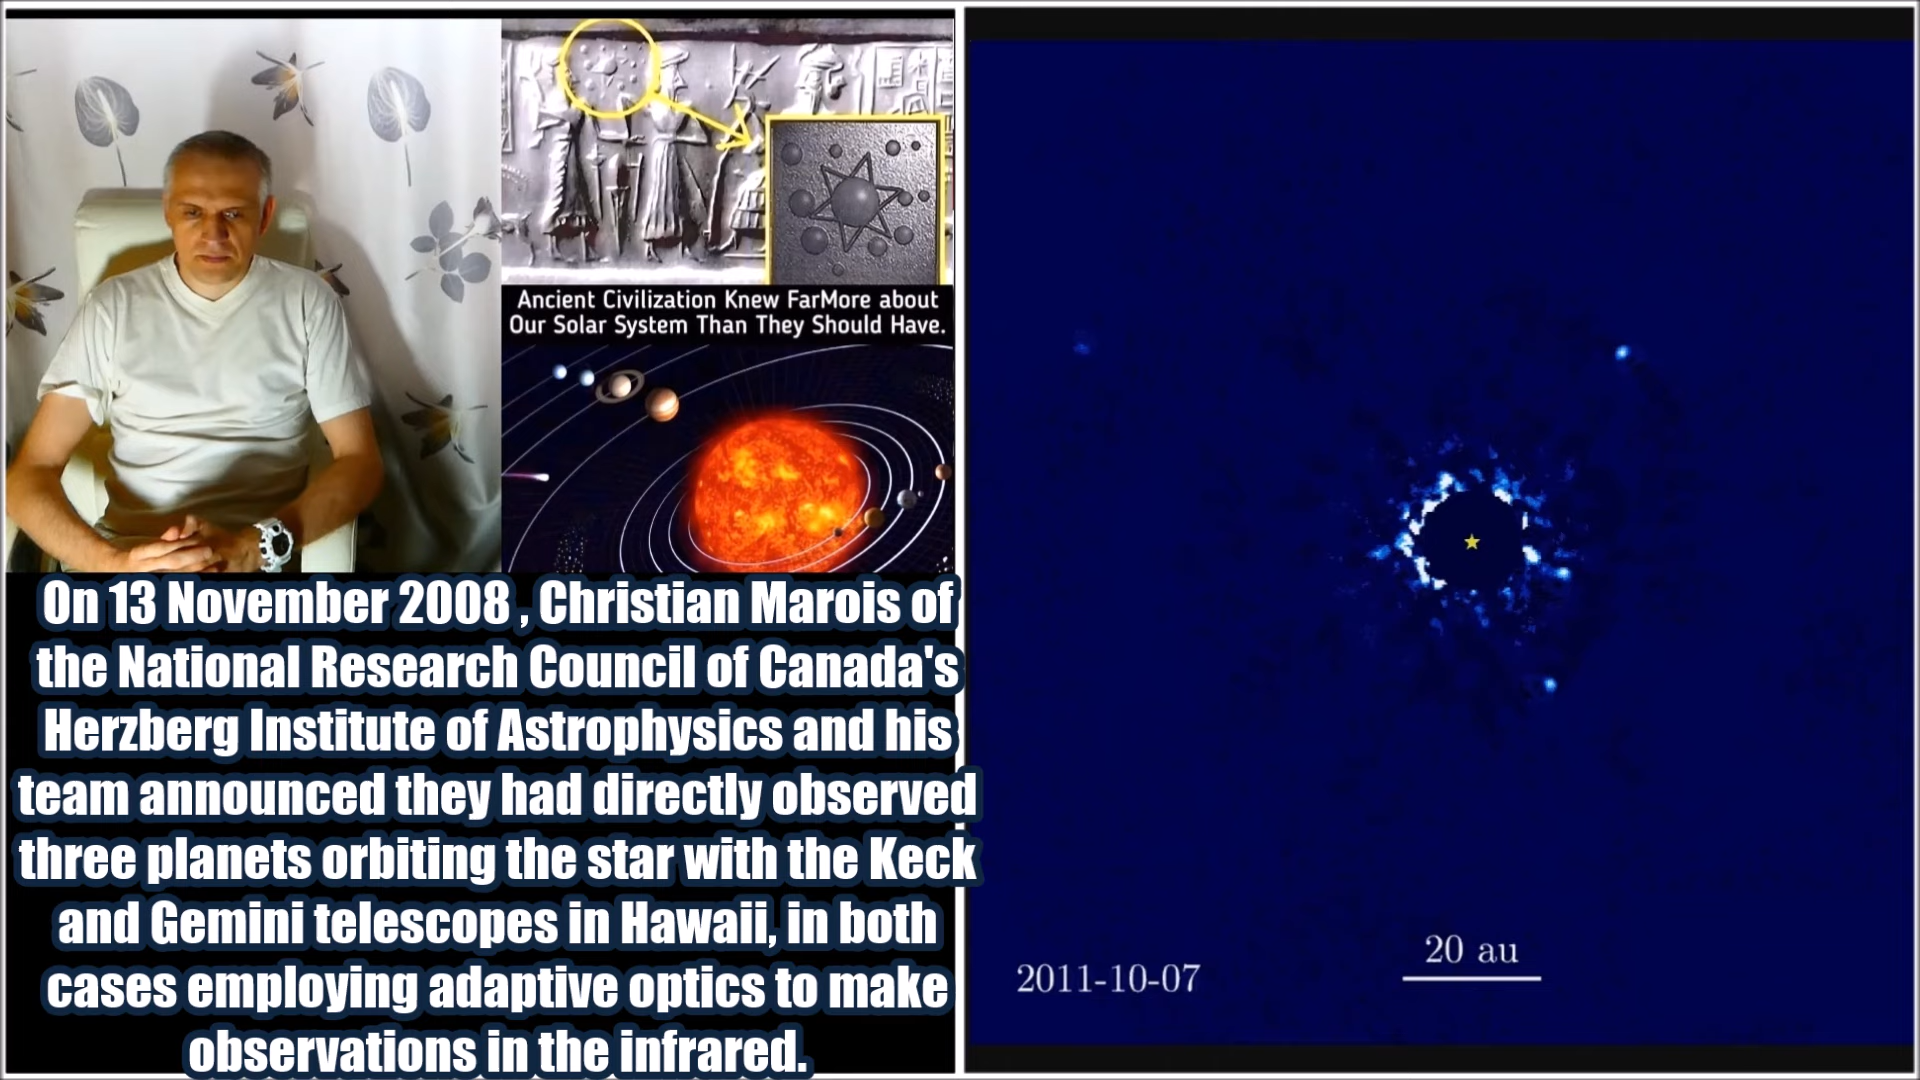 Ancient Civilization Knew FarMore about
Our Solar System Than They Should Have.
On 13 November 2008 , Christian Marois of
the National Research Council of Canada's
Herzberg Institute of Astrophysics and his
team announced they had directly observed
three planets orbiting the star with the Keck
and Gemini telescopes in Hawaii, in both
cases employing adaptive optics to make
observations in the infrared.
20 au
2011-10-07